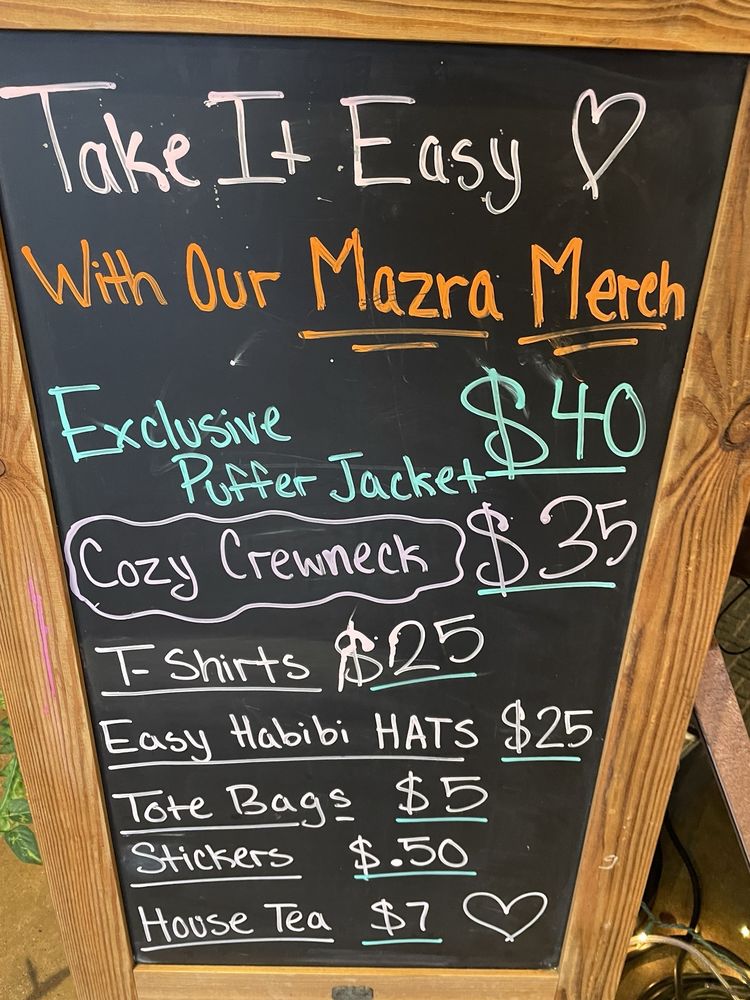 Take It Easy ♡
With Our Mazra Merch
Exclusive
Puffer Jacket $40
Cozy Crewneck $35
T-Shirts $25
Easy Habibi HATS $25
Tote Bags $5
Stickers $.50
House Tea $7 ♡